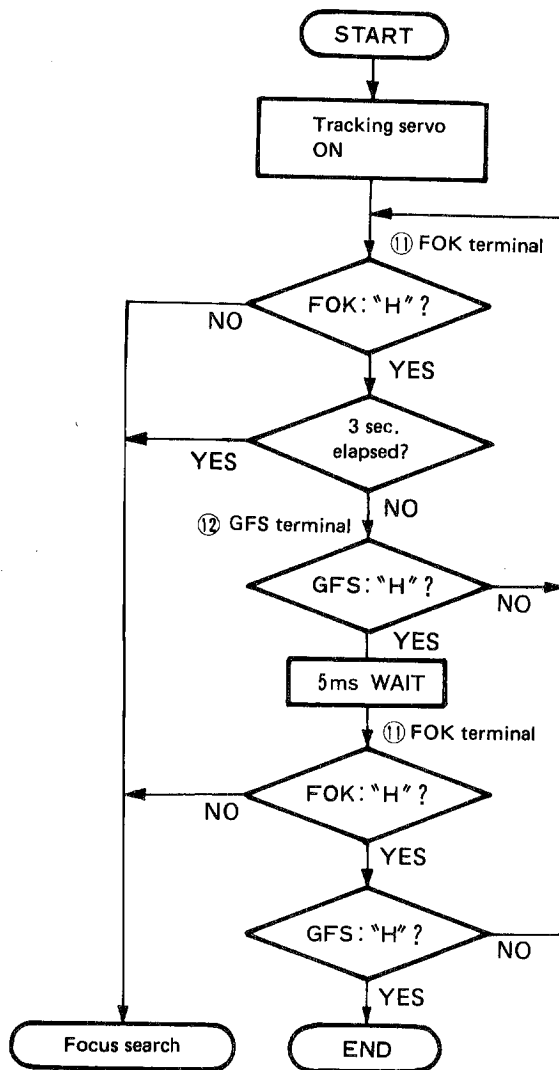 START
Tracking servo
ON
⑪ FOK terminal
FOK: "H" ?
NO
YES
3 sec.
elapsed?
YES
NO
⑫ GFS terminal
GFS: "H" ?
NO
YES
5ms WAIT
⑪ FOK terminal
FOK: "H" ?
NO
YES
GFS: "H" ?
NO
YES
Focus search
END